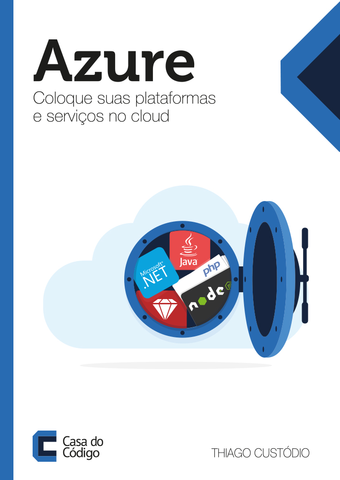 Azure
Coloque suas plataformas
e serviços no cloud
Java
Microsoft
.NET
php
node
Casa do
Código
THIAGO CUSTÓDIO